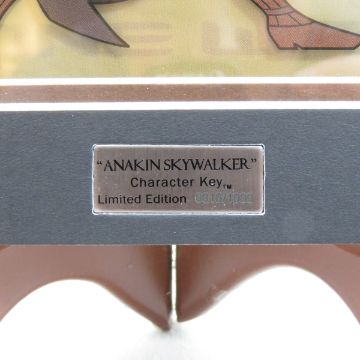 "ANAKIN SKYWALKER"
Character Key™
Limited Edition